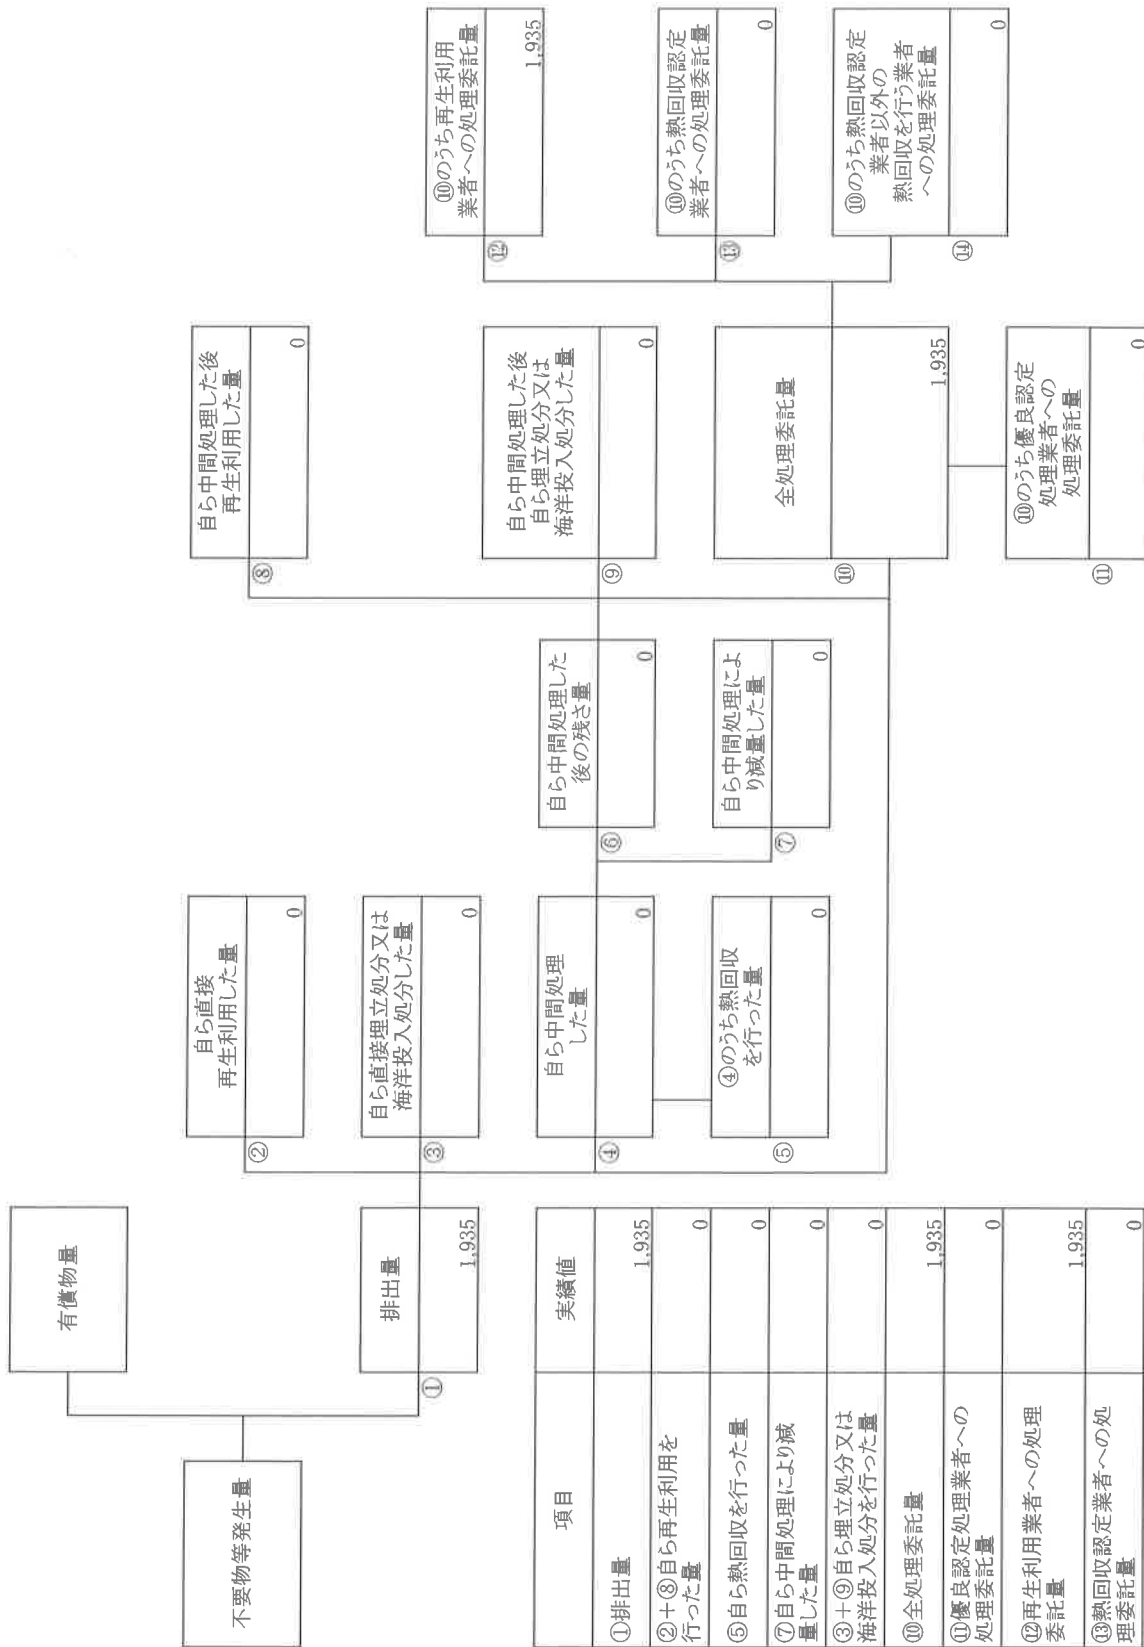 不要物等発生量
有償物量
①
排出量
1,935
②
自ら直接
再生利用した量
0
③
自ら直接埋立処分又は
海洋投入処分した量
0
④
自ら中間処理
した量
0
⑤
④のうち熱回収
を行った量
0
⑥
自ら中間処理した
後の残さ量
0
⑦
自ら中間処理によ
り減量した量
0
⑧
自ら中間処理した後
再生利用した量
0
⑨
自ら中間処理した後
自ら埋立処分又は
海洋投入処分した量
0
⑩
全処理委託量
1,935
⑪
⑩のうち優良認定
処理業者への
処理委託量
0
⑫
⑩のうち再生利用
業者への処理委託量
1,935
⑬
⑩のうち熱回収認定
業者への処理委託量
0
⑭
⑩のうち熱回収認定
業者以外の
熱回収を行う業者
への処理委託量
0
項目 実績値
①排出量 1,935
②+⑧自ら再生利用を
行った量 0
⑤自ら熱回収を行った量 0
⑦自ら中間処理により減
量した量 0
③+⑨自ら埋立処分又は
海洋投入処分を行った量 0
⑩全処理委託量 1,935
⑪優良認定処理業者への
処理委託量 0
⑫再生利用業者への処理
委託量 1,935
⑬熱回収認定業者への処
理委託量 0